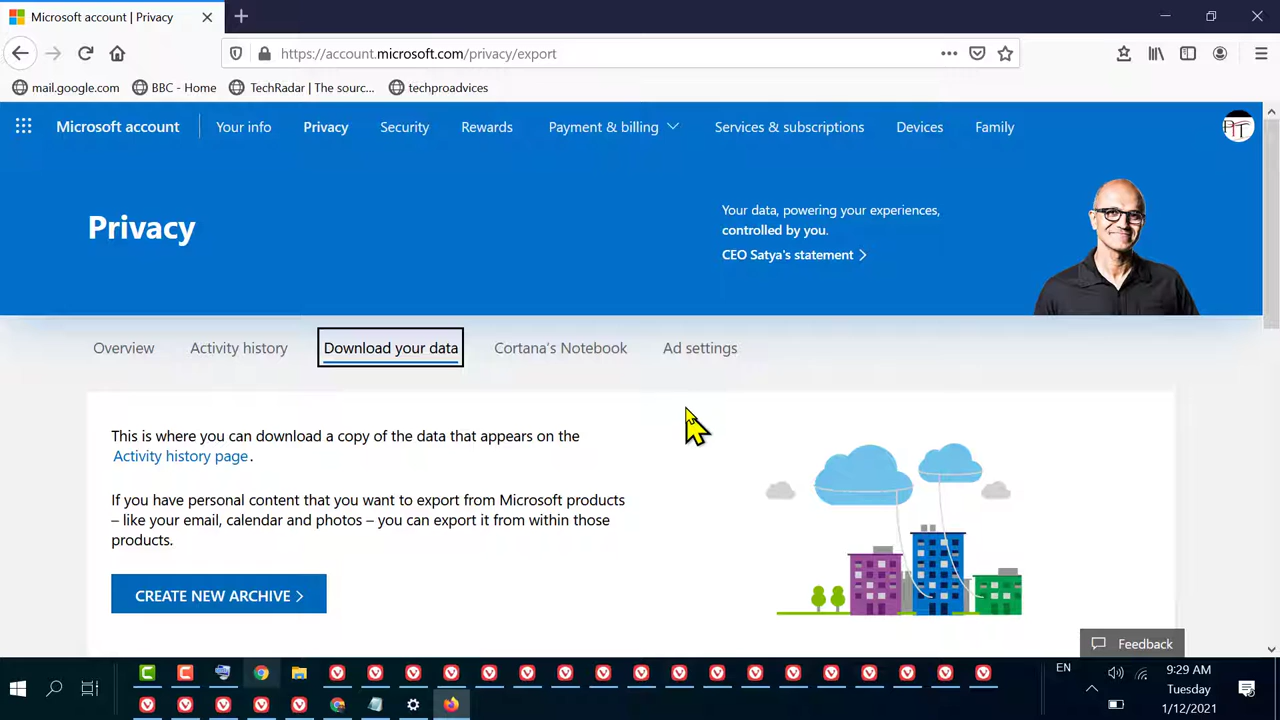 Microsoft account | Privacy
https://account.microsoft.com/privacy/export
mail.google.com BBC - Home TechRadar | The sourc... techproadvices
Microsoft account Your info Privacy Security Rewards Payment & billing Services & subscriptions Devices Family
Privacy
Your data, powering your experiences,
controlled by you.
CEO Satya's statement
Overview Activity history Download your data Cortana's Notebook Ad settings
This is where you can download a copy of the data that appears on the
Activity history page.
If you have personal content that you want to export from Microsoft products
– like your email, calendar and photos – you can export it from within those
products.
CREATE NEW ARCHIVE
Feedback
EN
9:29 AM
Tuesday
1/12/2021